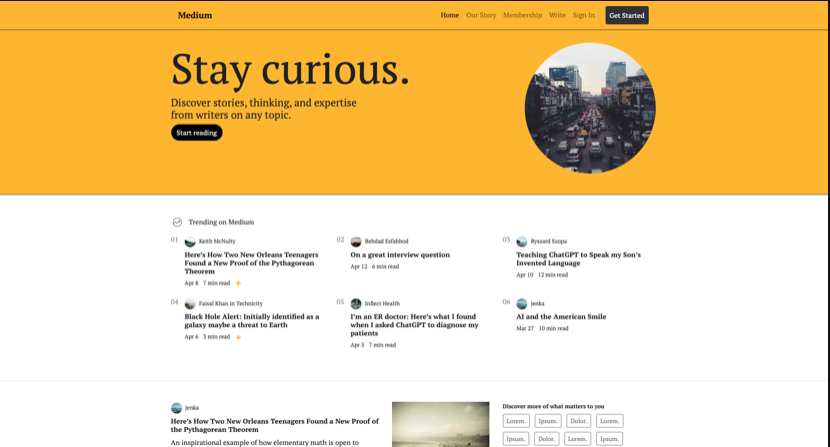 Medium
Home Our Story Membership Write Sign In Get Started
Stay curious.
Discover stories, thinking, and expertise
from writers on any topic.
Start reading
Trending on Medium
01 Keith McNulty
Here's How Two New Orleans Teenagers
Found a New Proof of the Pythagorean
Theorem
Apr 8 7 min read
02 Behdad Esfahbod
On a great interview question
Apr 12 6 min read
03 Ryszard Szopa
Teaching ChatGPT to Speak my Son's
Invented Language
Apr 10 12 min read
04 Faisal Khan in Technicity
Black Hole Alert: Initially identified as a
galaxy maybe a threat to Earth
Apr 6 3 min read
05 Inflect Health
I'm an ER doctor: Here's what I found
when I asked ChatGPT to diagnose my
patients
Apr 5 7 min read
06 jenka
AI and the American Smile
Mar 27 10 min read
jenka
Here's How Two New Orleans Teenagers Found a New Proof of
the Pythagorean Theorem
An inspirational example of how elementary math is open to
Discover more of what matters to you
Lorem. Ipsum. Dolor. Lorem.
Ipsum. Dolor. Lorem. Ipsum.